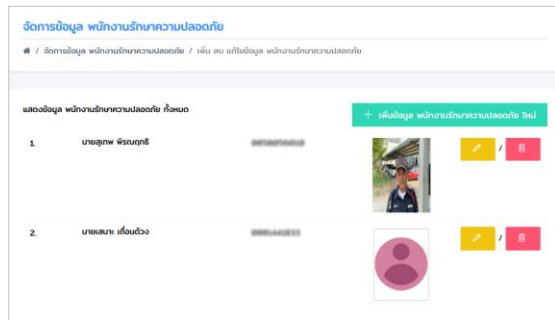 จัดการข้อมูล พนักงานรักษาความปลอดภัย
/ จัดการข้อมูล พนักงานรักษาความปลอดภัย / เพิ่ม ลบ แก้ไขข้อมูล พนักงานรักษาความปลอดภัย
แสดงข้อมูล พนักงานรักษาความปลอดภัย ทั้งหมด
+ เพิ่มข้อมูล พนักงานรักษาความปลอดภัย ใหม่
1. นายสุเทพ พิรณฤทธิ์ /
2. นายเสนาะ เถื่อนด้วง /